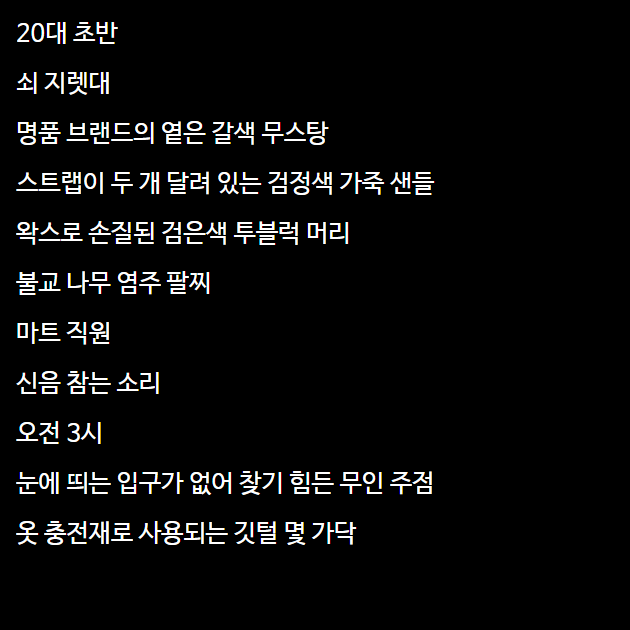 20대 초반
쇠 지렛대
명품 브랜드의 옅은 갈색 무스탕
스트랩이 두 개 달려 있는 검정색 가죽 샌들
왁스로 손질된 검은색 투블럭 머리
불교 나무 염주 팔찌
마트 직원
신음 참는 소리
오전 3시
눈에 띄는 입구가 없어 찾기 힘든 무인 주점
옷 충전재로 사용되는 깃털 몇 가닥